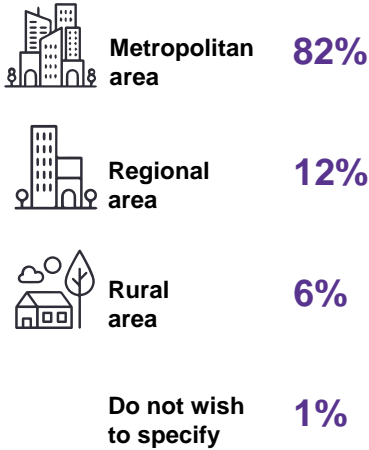 Metropolitan
area
82%
Regional
area
12%
Rural
area
6%
Do not wish
to specify
1%